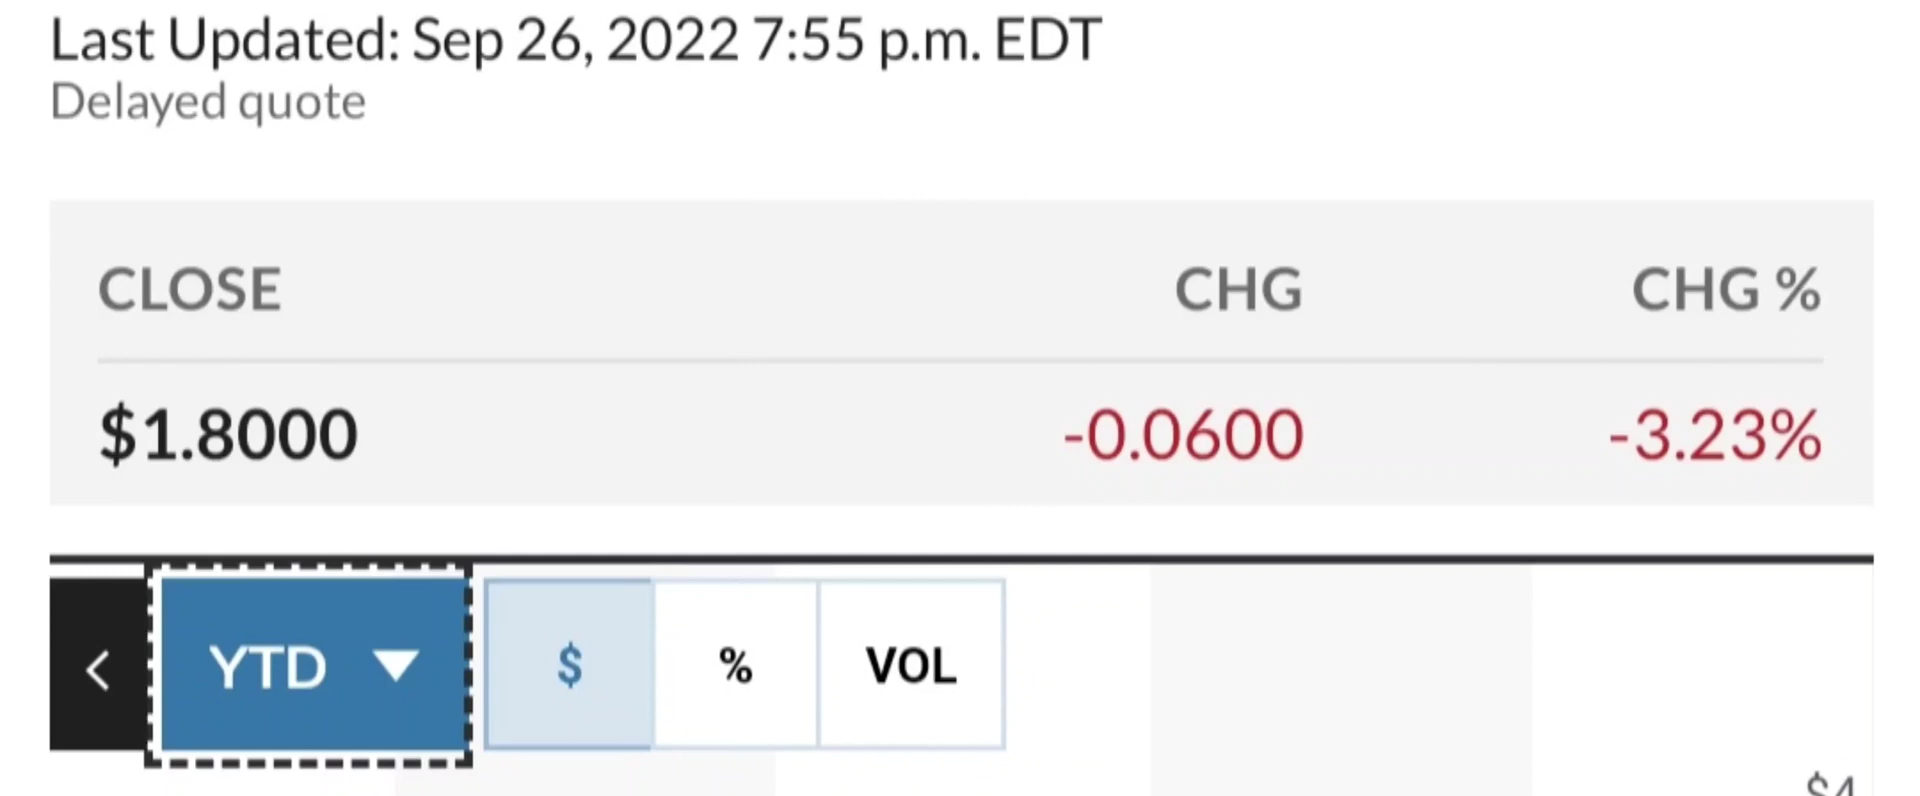 Last Updated: Sep 26, 2022 7:55 p.m. EDT
Delayed quote
CLOSE CHG CHG %
$1.8000 -0.0600 -3.23%
YTD $ % VOL
$4